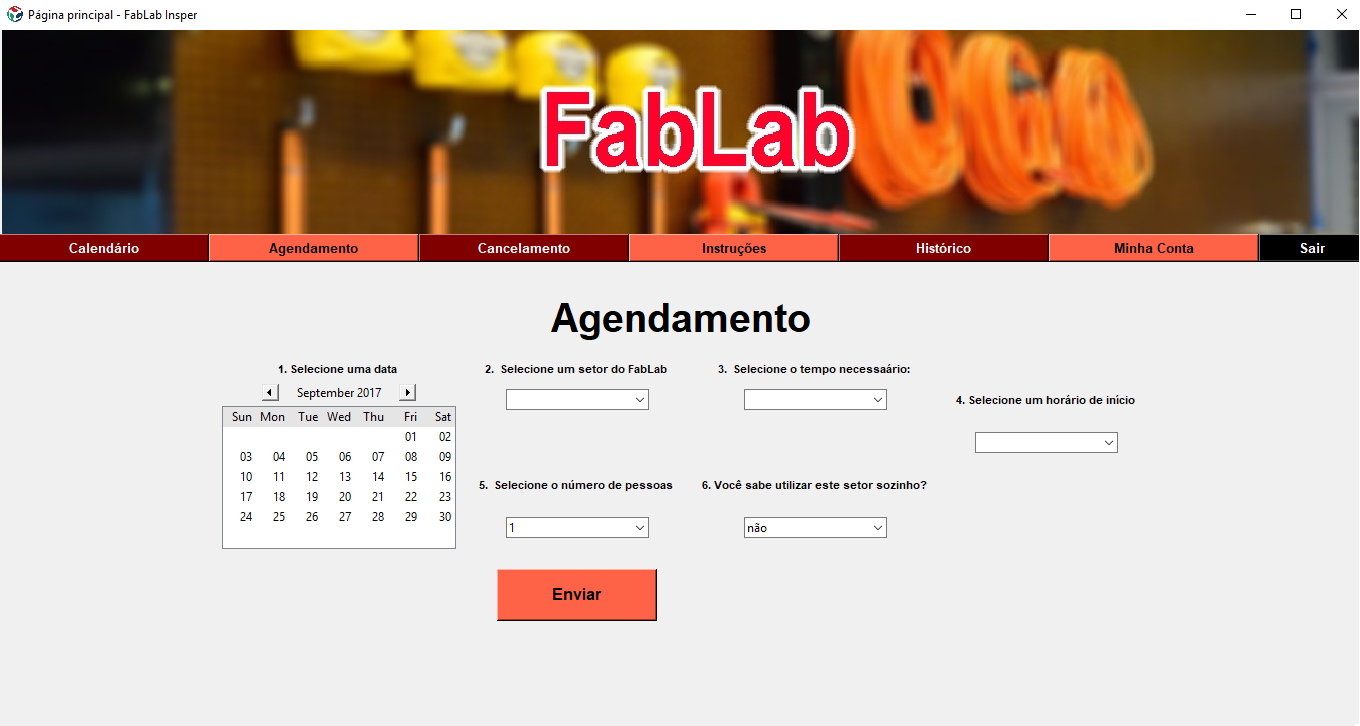 Página principal - FabLab Insper
FabLab
Calendário Agendamento Cancelamento Instruções Histórico Minha Conta Sair
Agendamento
1. Selecione uma data
September 2017
Sun Mon Tue Wed Thu Fri Sat
01 02
03 04 05 06 07 08 09
10 11 12 13 14 15 16
17 18 19 20 21 22 23
24 25 26 27 28 29 30
2. Selecione um setor do FabLab
3. Selecione o tempo necessaário:
4. Selecione um horário de início
5. Selecione o número de pessoas
1
6. Você sabe utilizar este setor sozinho?
não
Enviar